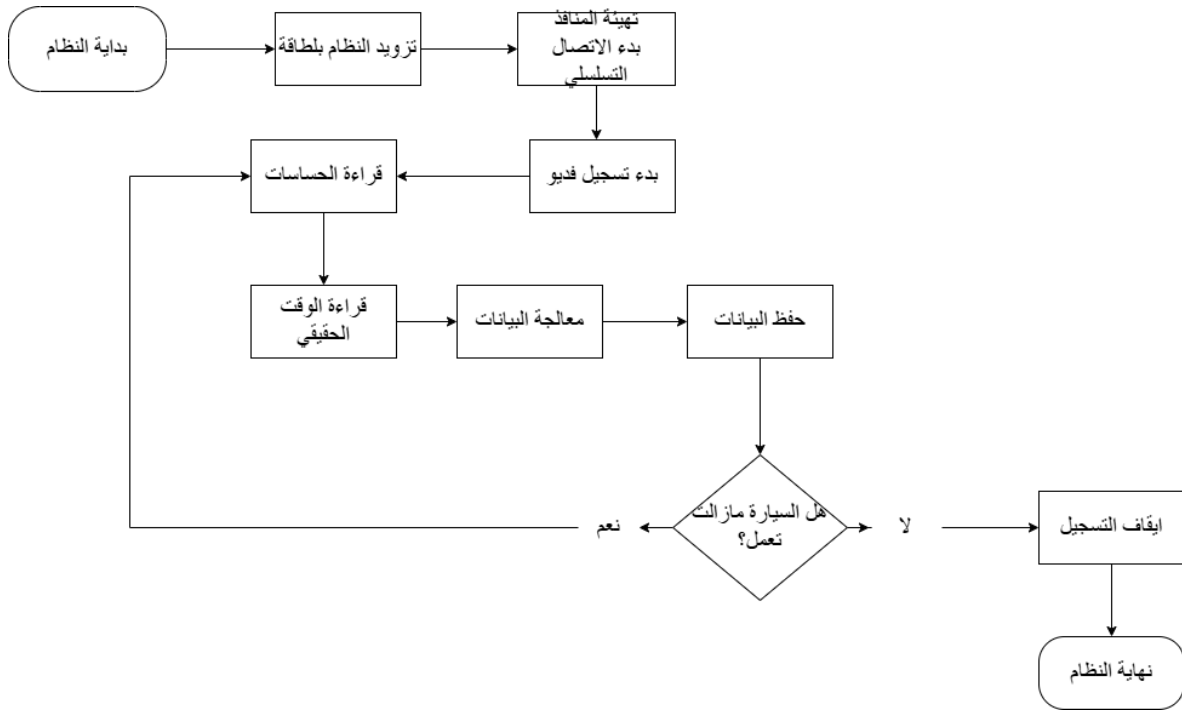 بداية النظام
تزويد النظام بلطاقة
تهيئة المنافذ
بدء الاتصال
التسلسلي
بدء تسجيل فديو
قراءة الحساسات
قراءة الوقت
الحقيقي
معالجة البيانات
حفظ البيانات
هل السيارة مازالت
تعمل؟
نعم
لا
ايقاف التسجيل
نهاية النظام